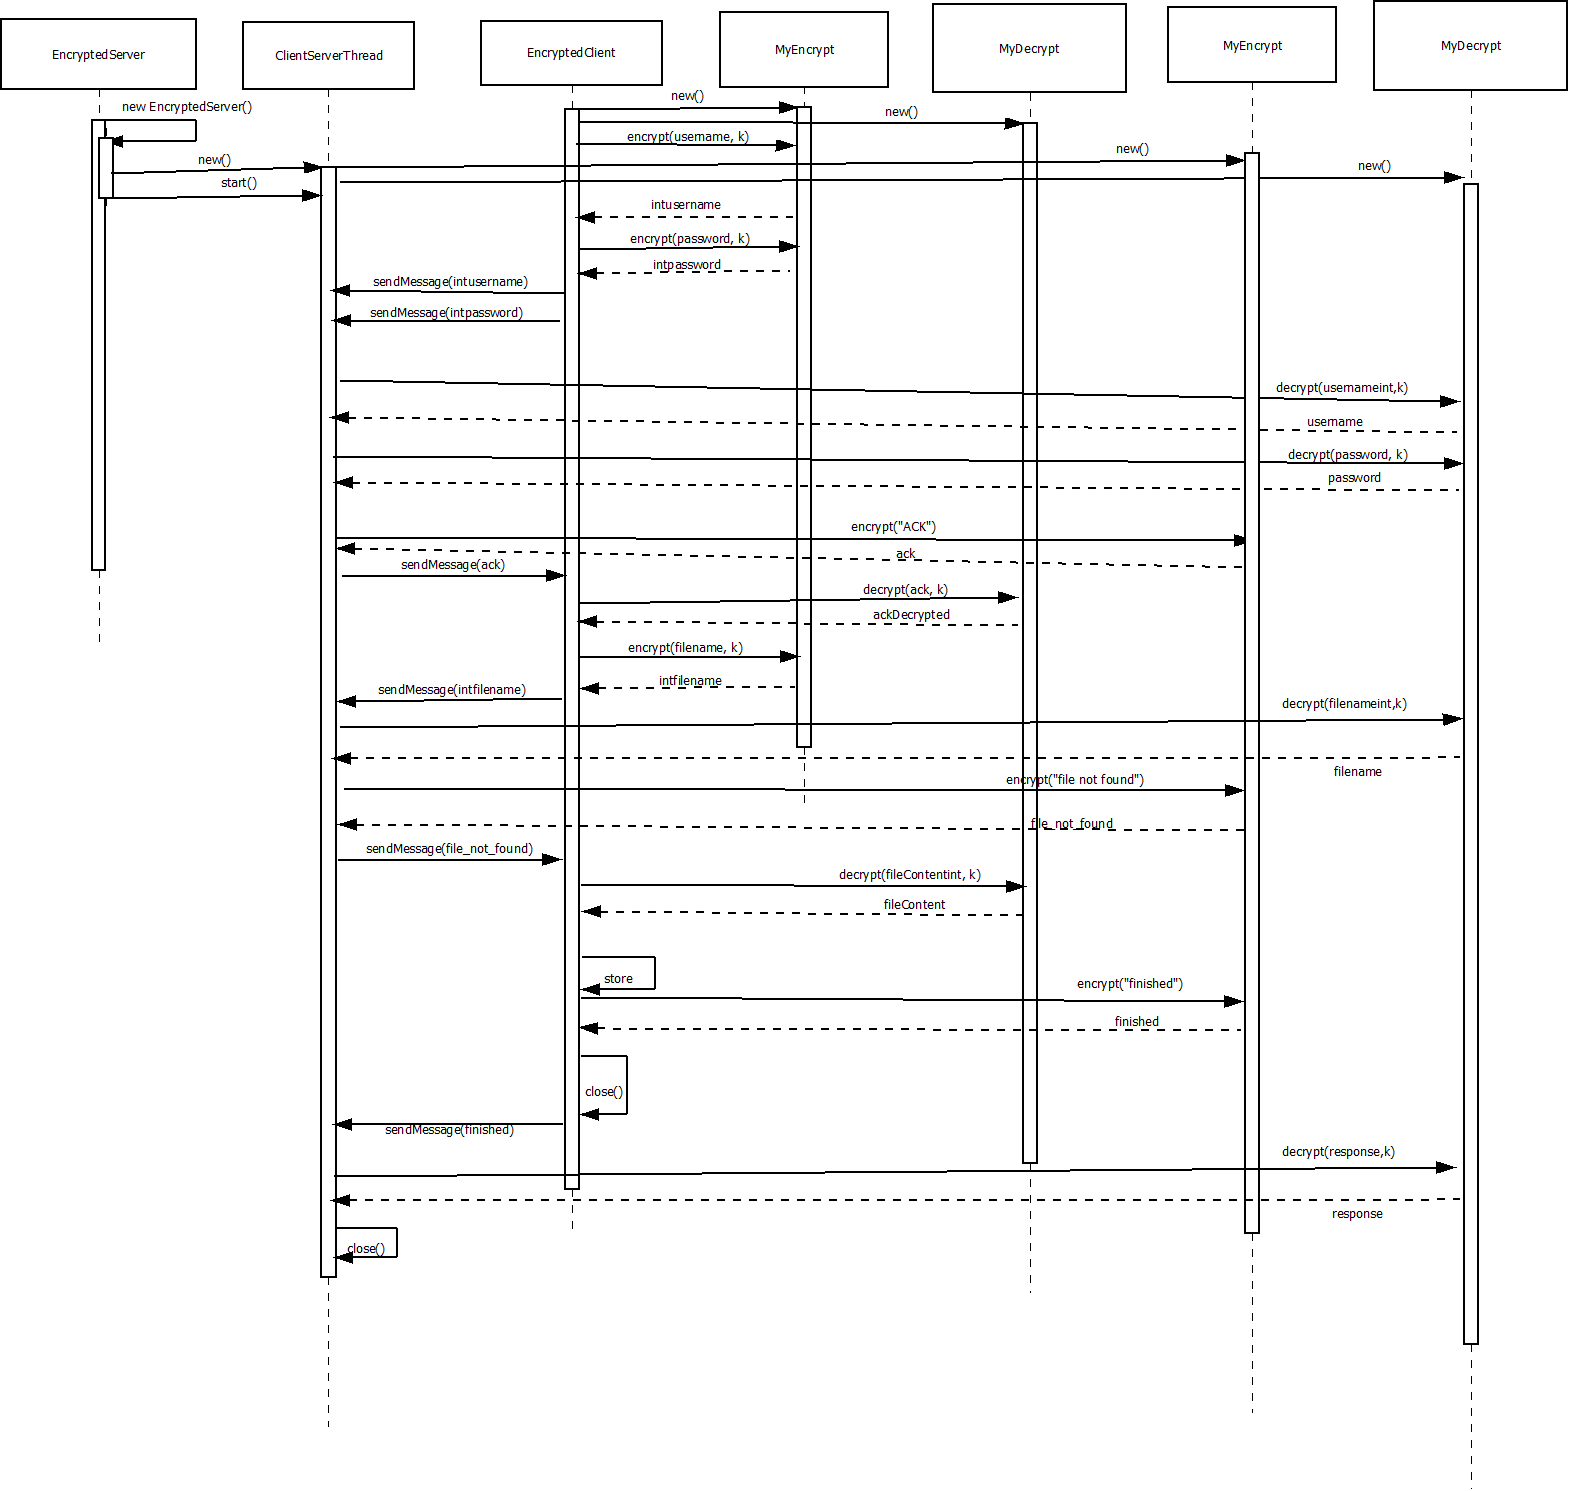 EncryptedServer
ClientServerThread
EncryptedClient
MyEncrypt
MyDecrypt
MyEncrypt
MyDecrypt
new()
new EncryptedServer()
new()
encrypt(username, k)
new()
new()
new()
start()
intusername
encrypt(password, k)
intpassword
sendMessage(intusername)
sendMessage(intpassword)
decrypt(usernameint,k)
username
decrypt(password, k)
password
encrypt("ACK")
ack
sendMessage(ack)
decrypt(ack, k)
ackDecrypted
encrypt(filename, k)
intfilename
sendMessage(intfilename)
decrypt(filenameint,k)
filename
encrypt("file not found")
file_not_found
sendMessage(file_not_found)
decrypt(fileContentint, k)
fileContent
store
encrypt("finished")
finished
close()
sendMessage(finished)
decrypt(response,k)
response
close()